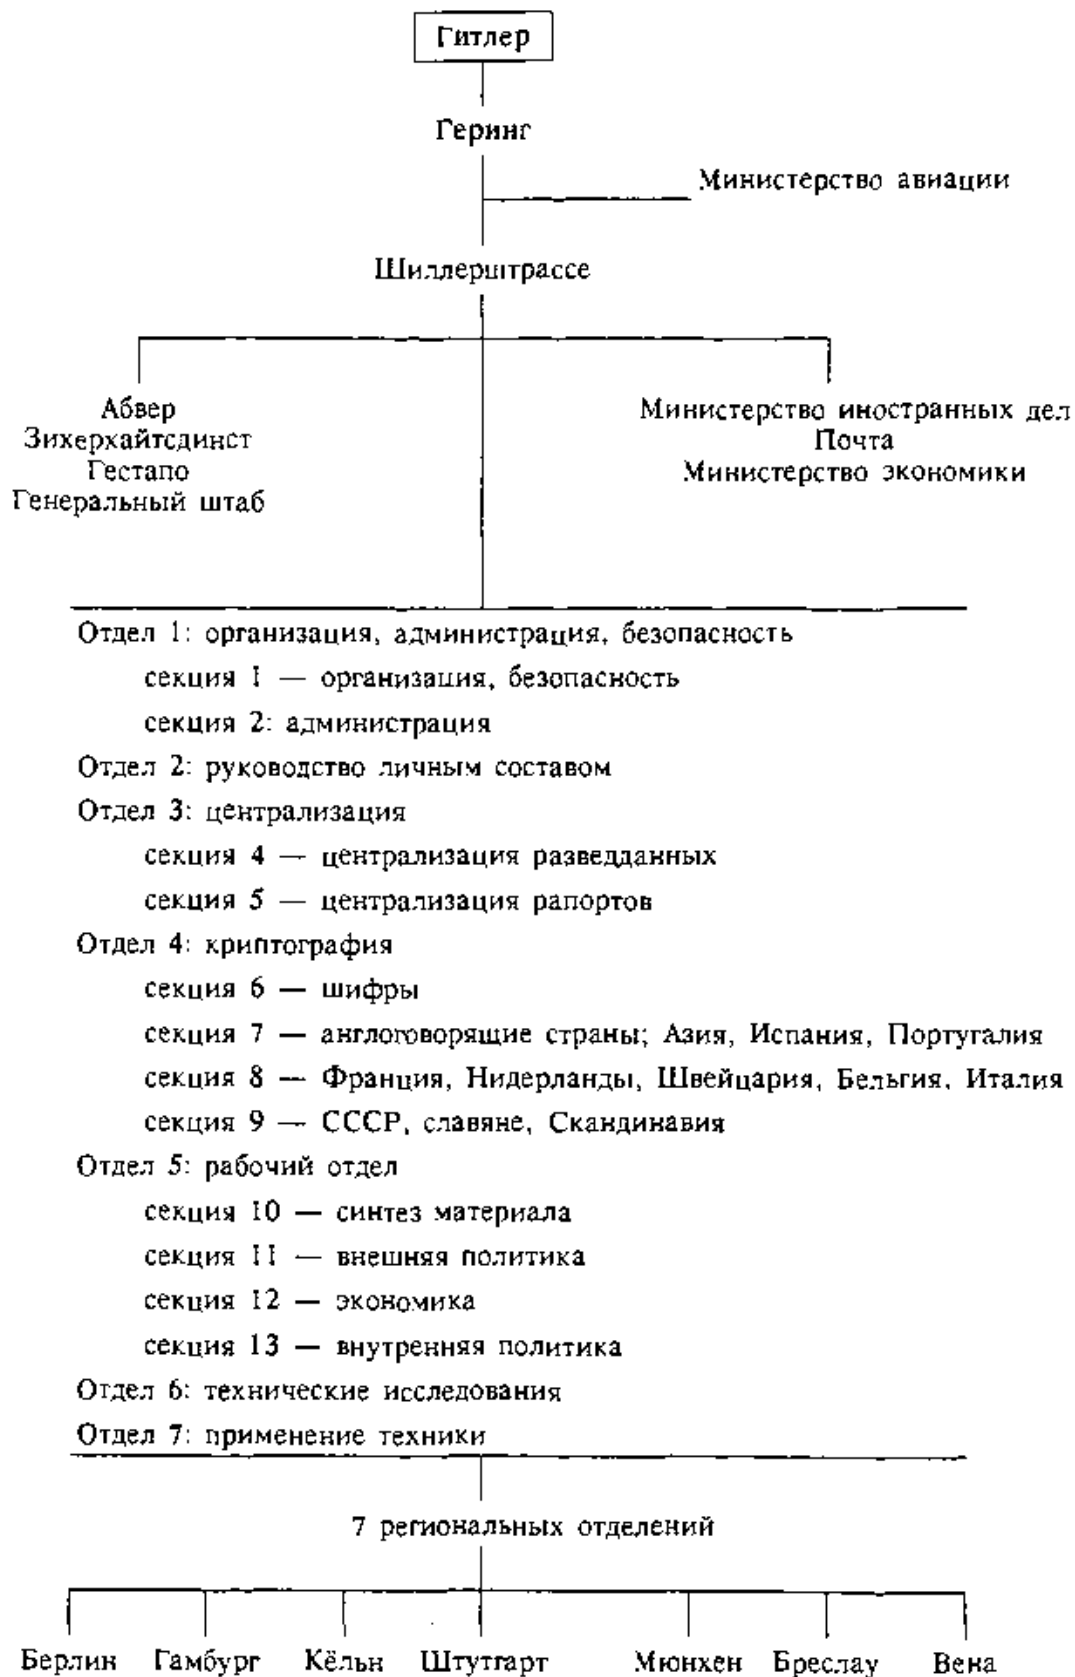 Гитлер
Геринг
Министерство авиации
Шиллерштрассе
Абвер
Зихерхайтсдинст
Гестапо
Генеральный штаб
Министерство иностранных дел
Почта
Министерство экономики
Отдел 1: организация, администрация, безопасность
секция 1 — организация, безопасность
секция 2: администрация
Отдел 2: руководство личным составом
Отдел 3: централизация
секция 4 — централизация разведданных
секция 5 — централизация рапортов
Отдел 4: криптография
секция 6 — шифры
секция 7 — англоговорящие страны; Азия, Испания, Португалия
секция 8 — Франция, Нидерланды, Швейцария, Бельгия, Италия
секция 9 — СССР, славяне, Скандинавия
Отдел 5: рабочий отдел
секция 10 — синтез материала
секция 11 — внешняя политика
секция 12 — экономика
секция 13 — внутренняя политика
Отдел 6: технические исследования
Отдел 7: применение техники
7 региональных отделений
Берлин Гамбург Кёльн Штутгарт Мюнхен Бреслау Вена